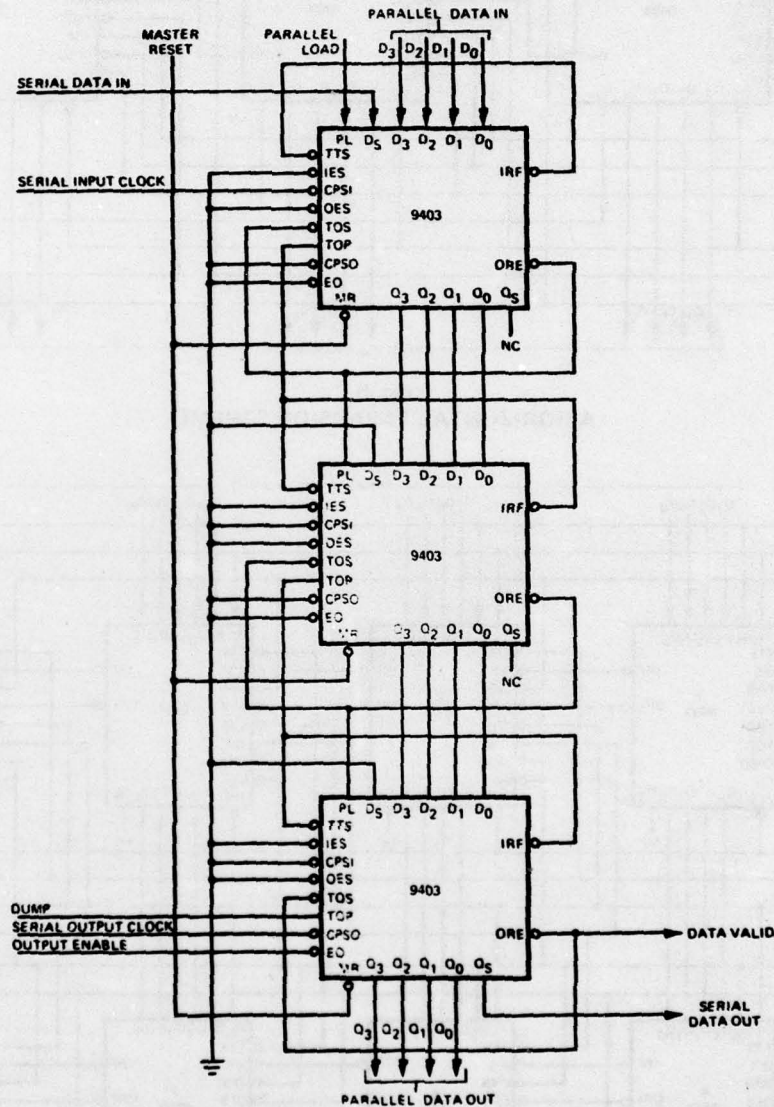 PARALLEL DATA IN
MASTER RESET
PARALLEL LOAD
D3 D2 D1 D0
SERIAL DATA IN
PL DS D3 D2 D1 D0
TTS
IES
IRF
SERIAL INPUT CLOCK
CPSI
OES
9403
TOS
TOP
CPSO
ORE
EO
MR Q3 Q2 Q1 Q0 QS
NC
PL DS D3 D2 D1 D0
TTS
IES
IRF
CPSI
OES
9403
TOS
TOP
CPSO
ORE
EO
MR Q3 Q2 Q1 Q0 QS
NC
PL DS D3 D2 D1 D0
TTS
IES
IRF
CPSI
OES
9403
TOS
DUMP
TOP
SERIAL OUTPUT CLOCK
CPSO
ORE
DATA VALID
OUTPUT ENABLE
EO
MR Q3 Q2 Q1 Q0 QS
SERIAL DATA OUT
Q3 Q2 Q1 Q0
PARALLEL DATA OUT